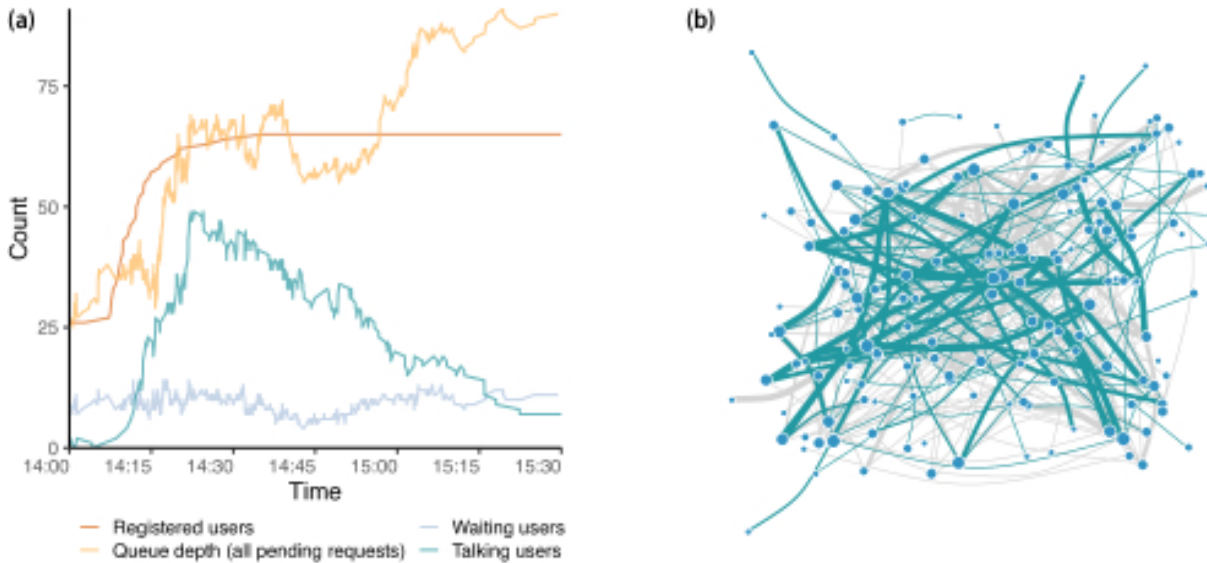 (a)
(b)
75
50
25
0
Count
14:00 14:15 14:30 14:45 15:00 15:15 15:30
Time
Registered users
Waiting users
Queue depth (all pending requests)
Talking users